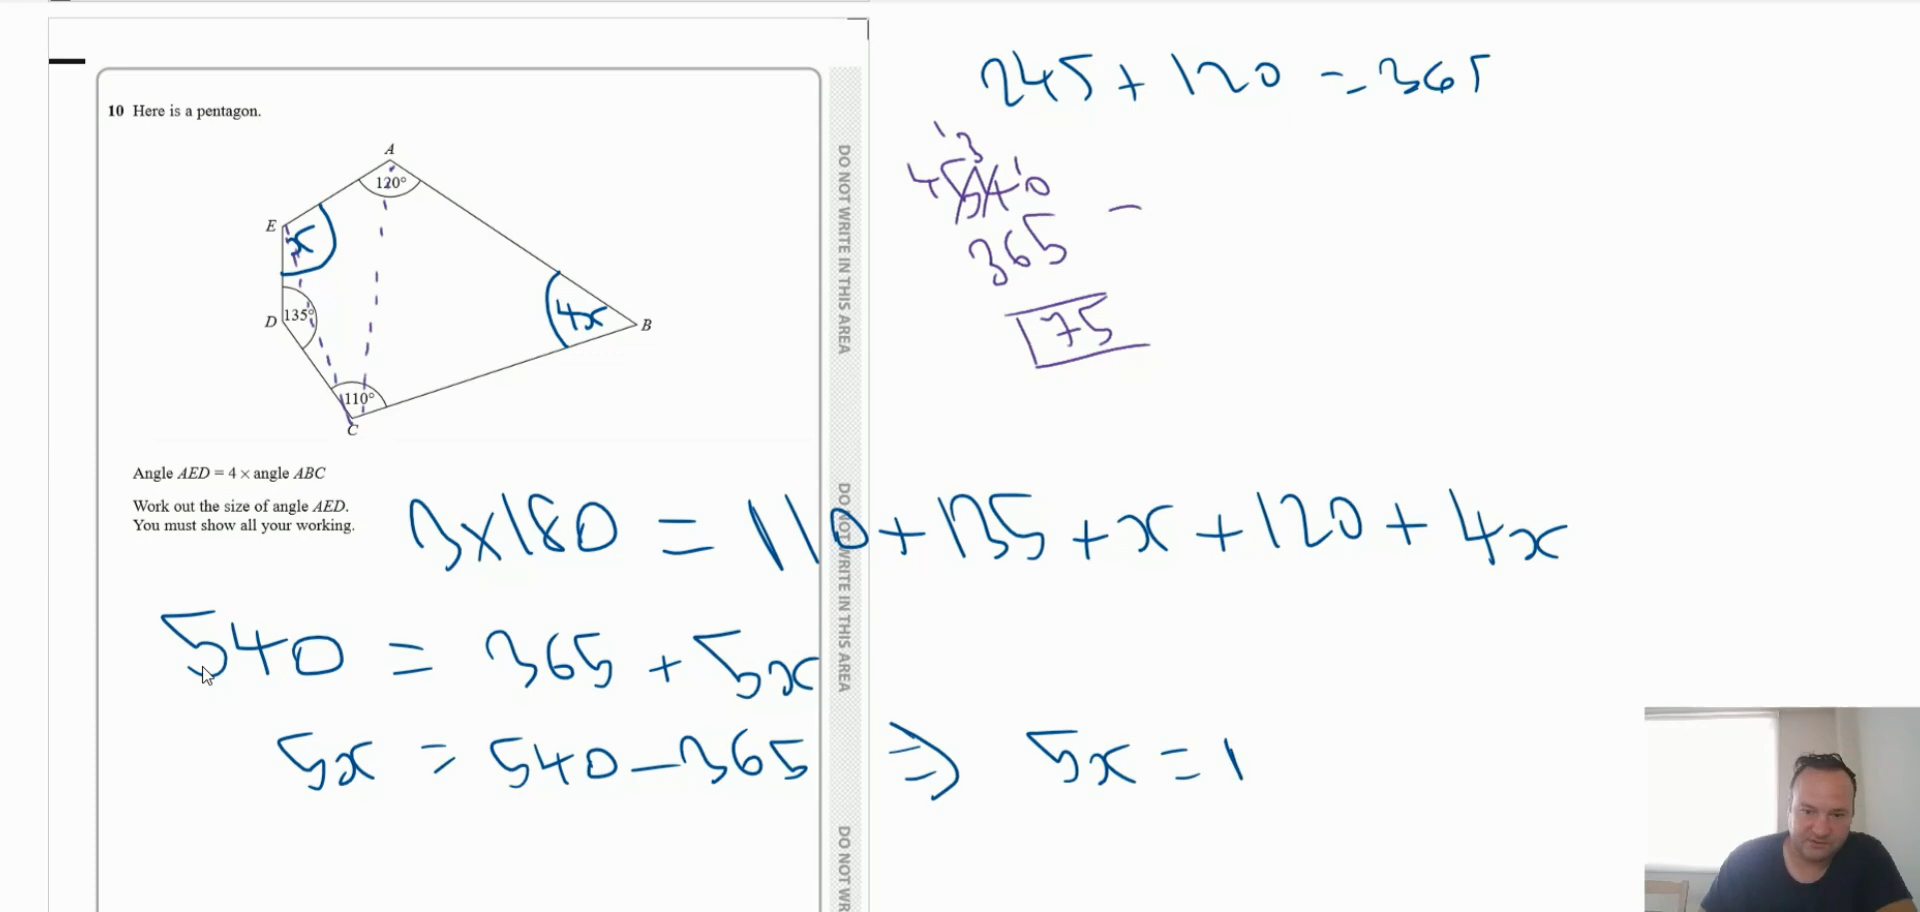 10 Here is a pentagon.
A
120°
E
x
D
135°
4x
B
110°
C
Angle AED = 4 × angle ABC
Work out the size of angle AED.
You must show all your working.
DO NOT WRITE IN THIS AREA
DO NOT WRITE IN THIS AREA
DO NOT WR
245 + 120 = 365
540
365 -
75
3×180 = 110 + 135 + x + 120 + 4x
540 = 365 + 5x
5x = 540 - 365 ⇒ 5x = 1